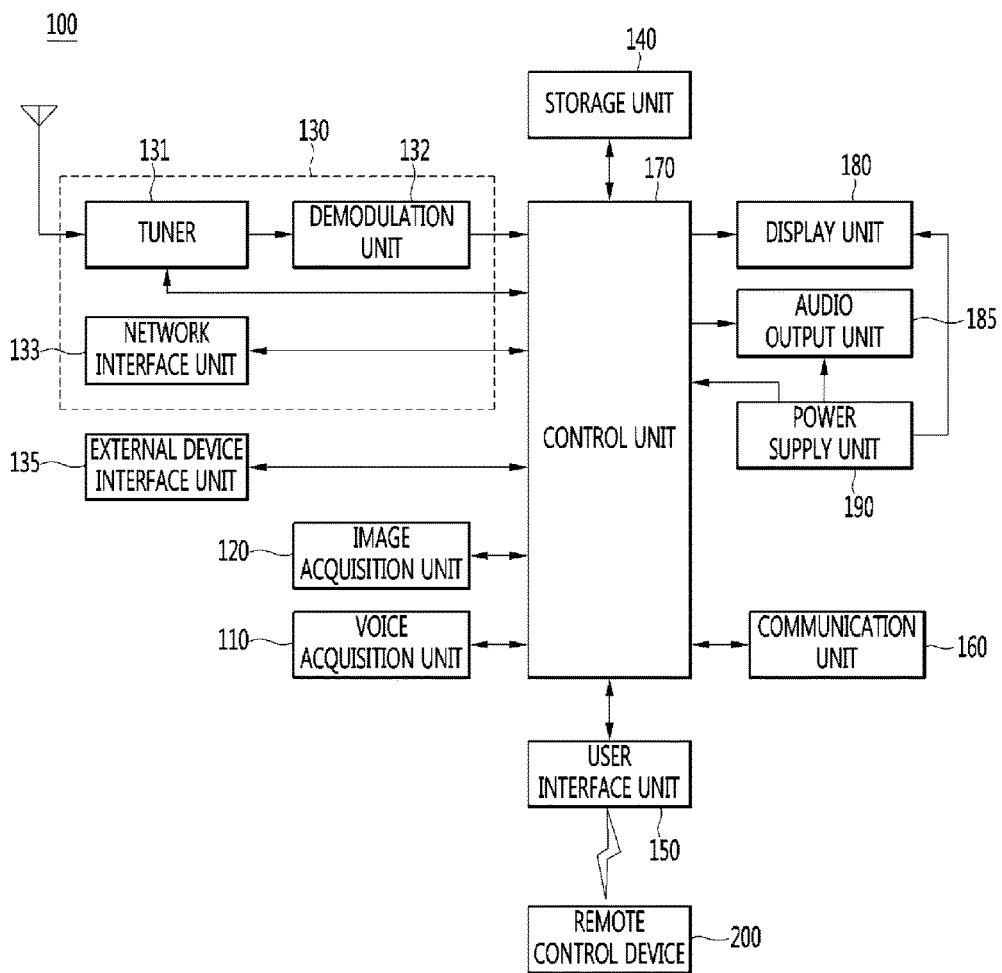 100
140
STORAGE UNIT
130
131
132
170
180
TUNER
DEMODULATION
UNIT
DISPLAY UNIT
AUDIO
OUTPUT UNIT
185
133
NETWORK
INTERFACE UNIT
CONTROL UNIT
POWER
SUPPLY UNIT
190
135
EXTERNAL DEVICE
INTERFACE UNIT
120
IMAGE
ACQUISITION UNIT
110
VOICE
ACQUISITION UNIT
COMMUNICATION
UNIT
160
USER
INTERFACE UNIT
150
REMOTE
CONTROL DEVICE
200